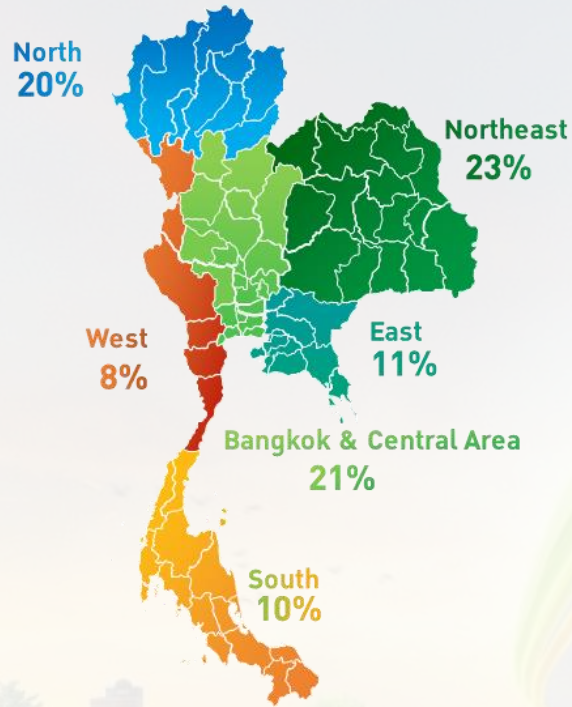 North
20%
Northeast
23%
West
8%
East
11%
Bangkok & Central Area
21%
South
10%